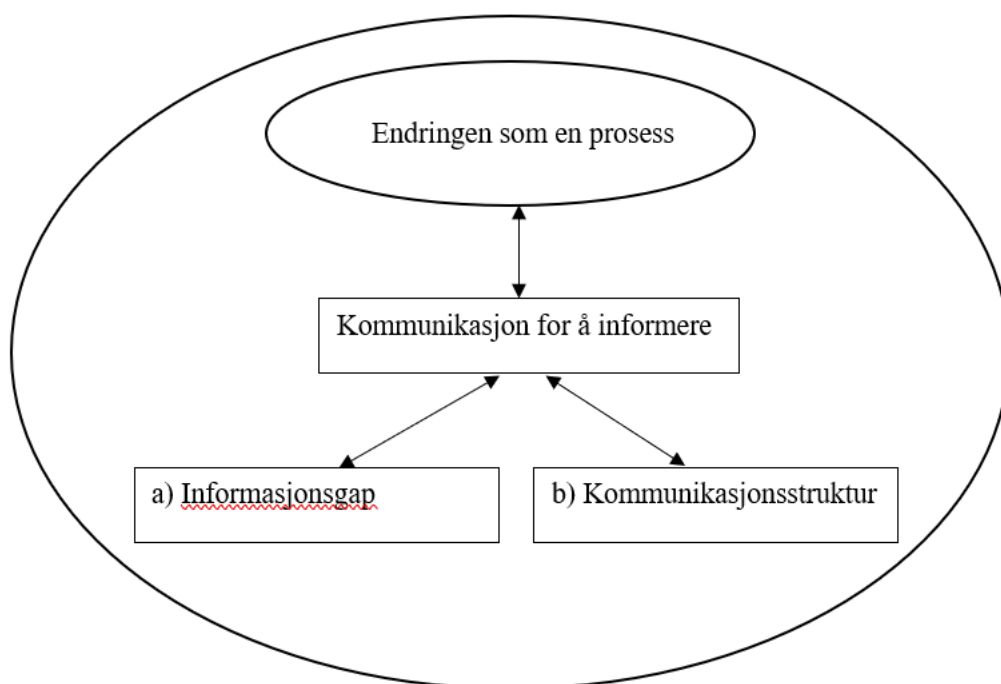 Endringen som en prosess
Kommunikasjon for å informere
a) Informasjonsgap
b) Kommunikasjonsstruktur